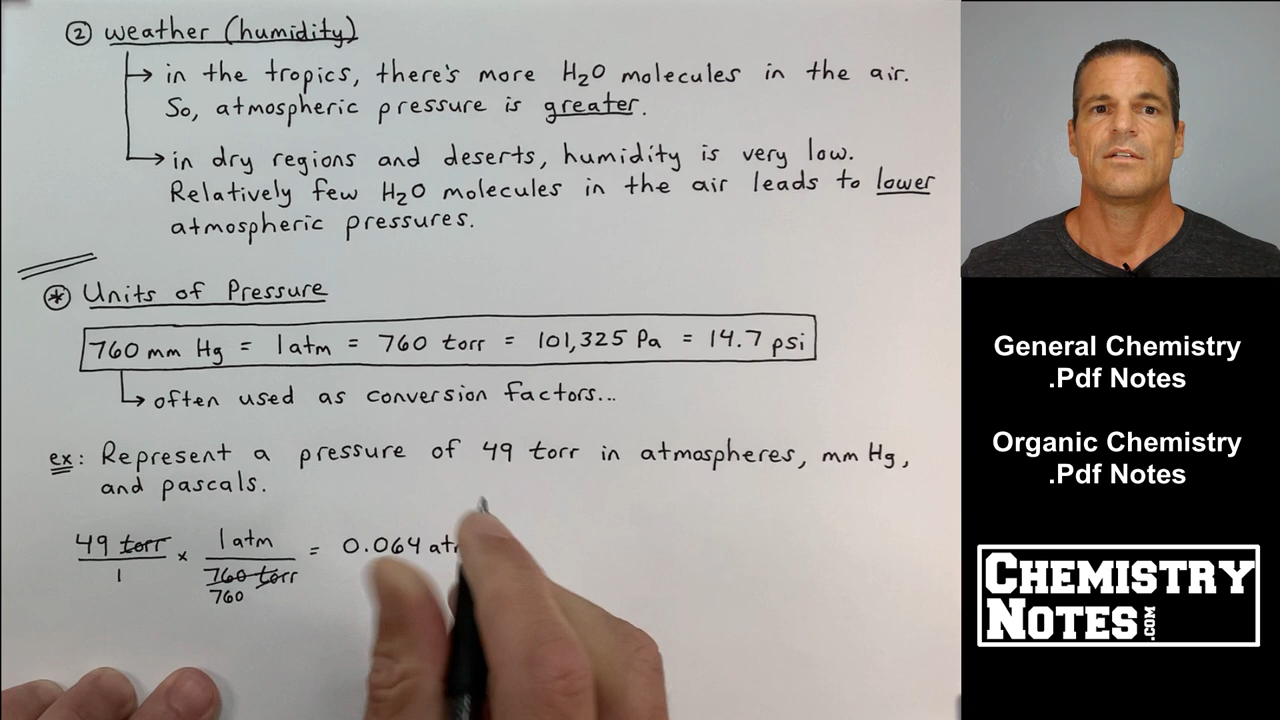 ② weather (humidity)
→ in the tropics, there's more H₂O molecules in the air.
So, atmospheric pressure is greater.
→ in dry regions and deserts, humidity is very low.
Relatively few H₂O molecules in the air leads to lower
atmospheric pressures.
* Units of Pressure
760 mm Hg = 1 atm = 760 torr = 101,325 Pa = 14.7 psi
→ often used as conversion factors...
ex: Represent a pressure of 49 torr in atmospheres, mm Hg,
and pascals.
49 torr × 1 atm = 0.064 atm
1 760 torr
760
General Chemistry
.Pdf Notes
Organic Chemistry
.Pdf Notes
CHEMISTRY
NOTES.COM